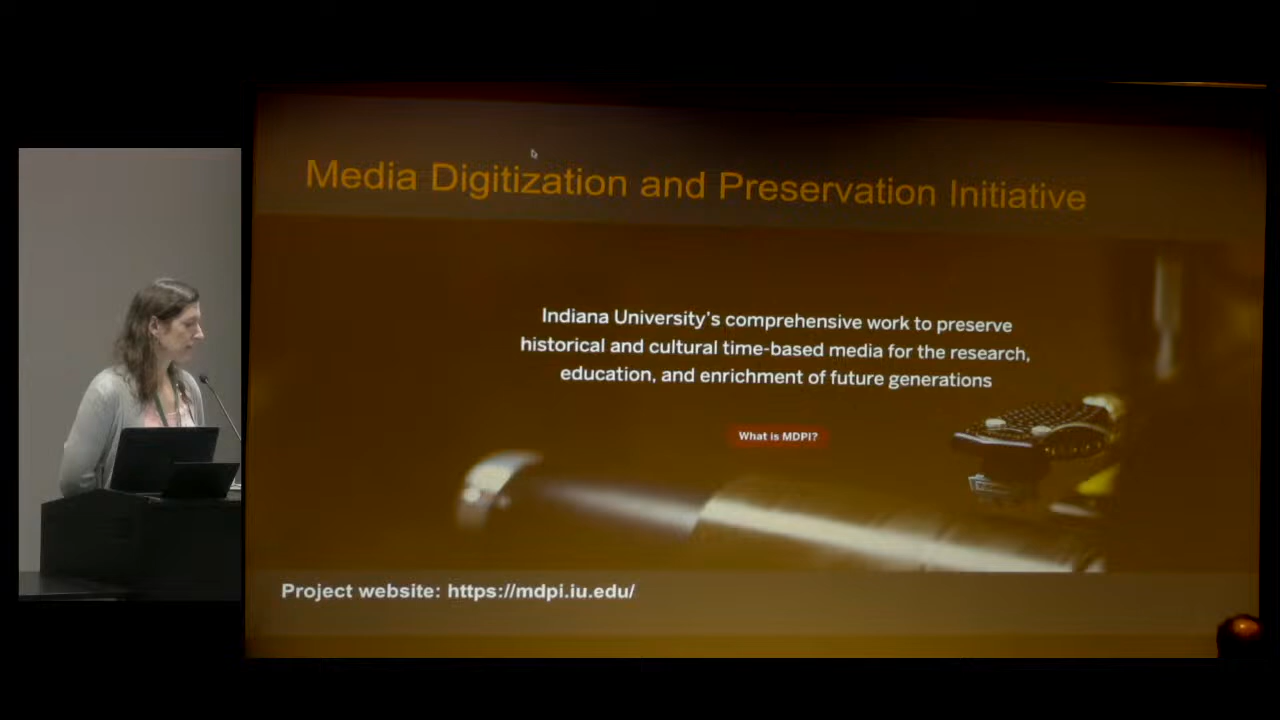 Media Digitization and Preservation Initiative
Indiana University's comprehensive work to preserve
historical and cultural time-based media for the research,
education, and enrichment of future generations
What is MDPI?
Project website: https://mdpi.iu.edu/